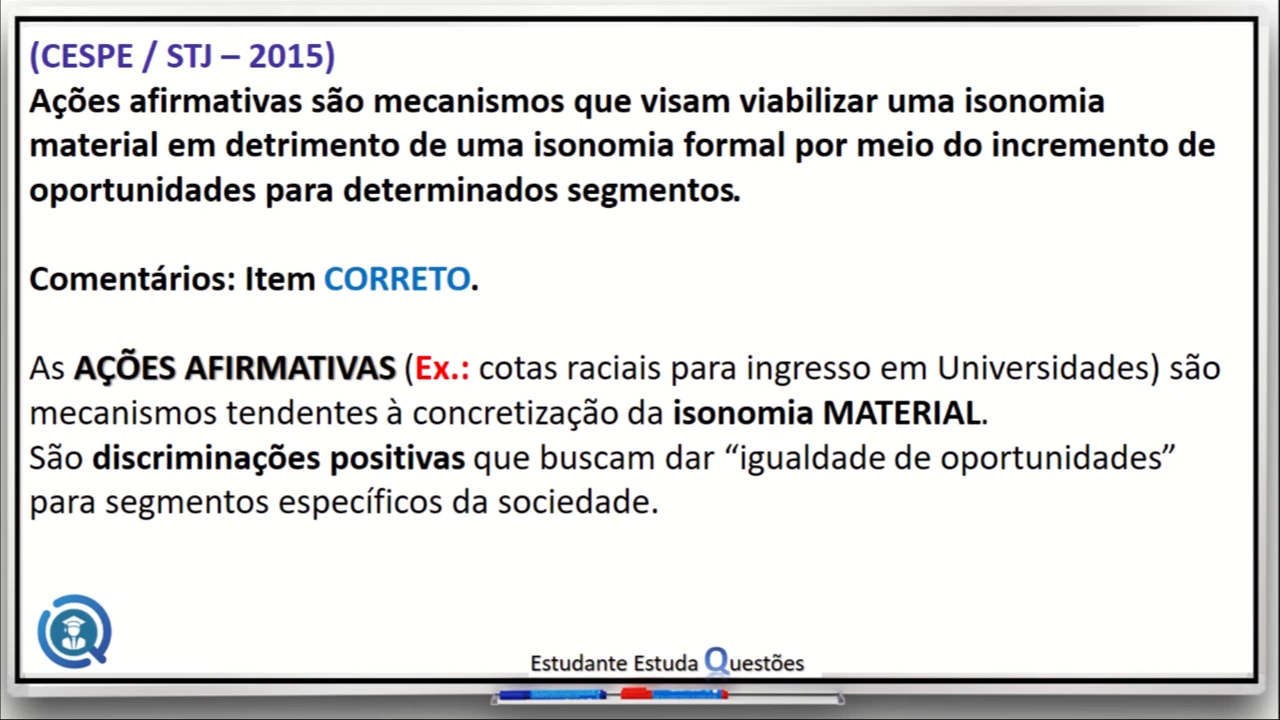 (CESPE / STJ – 2015)
Ações afirmativas são mecanismos que visam viabilizar uma isonomia
material em detrimento de uma isonomia formal por meio do incremento de
oportunidades para determinados segmentos.
Comentários: Item CORRETO.
As AÇÕES AFIRMATIVAS (Ex.: cotas raciais para ingresso em Universidades) são
mecanismos tendentes à concretização da isonomia MATERIAL.
São discriminações positivas que buscam dar “igualdade de oportunidades”
para segmentos específicos da sociedade.
Estudante Estuda Questões